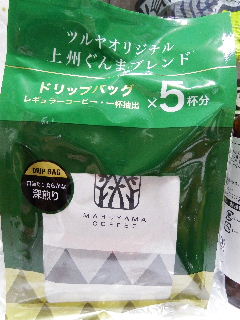 ツルヤオリジナル
上州ぐんまブレンド
ドリップバッグ
レギュラーコーヒー・一杯抽出
×5杯分
DRIP BAG
深煎り
MARUYAMA
COFFEE